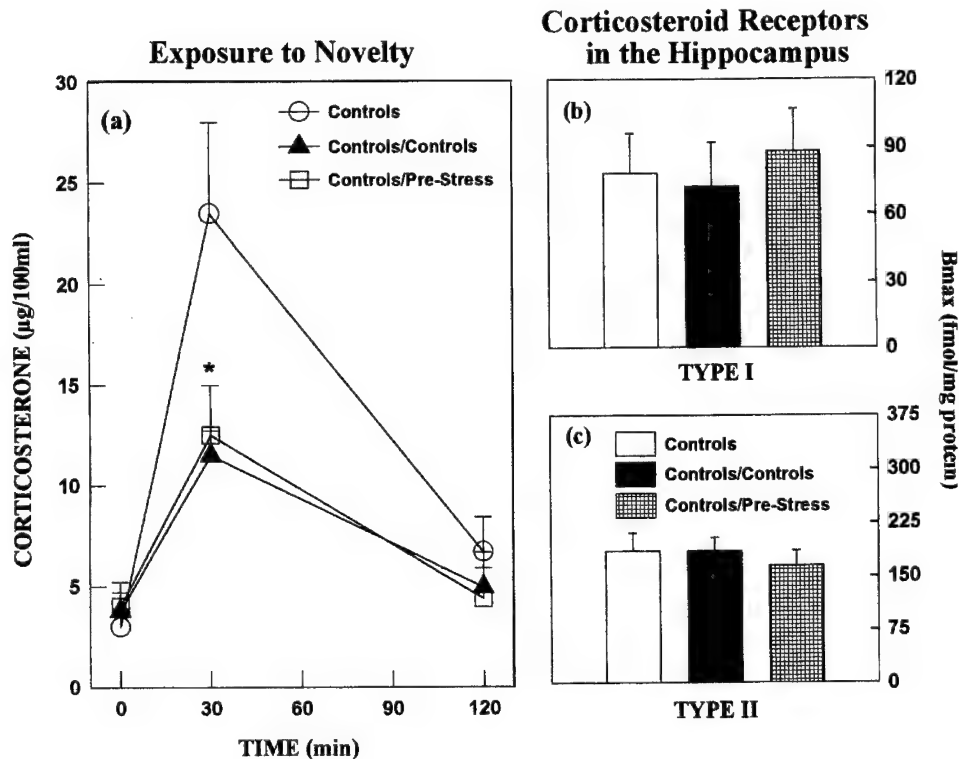 Exposure to Novelty
Corticosteroid Receptors
in the Hippocampus
(a)
Controls
Controls/Controls
Controls/Pre-Stress
30
25
20
15
10
5
0
*
0
30
60
90
120
CORTICOSTERONE (µg/100ml)
TIME (min)
(b)
120
90
60
30
0
TYPE I
Bmax (fmol/mg protein)
(c)
Controls
Controls/Controls
Controls/Pre-Stress
375
300
225
150
75
0
TYPE II